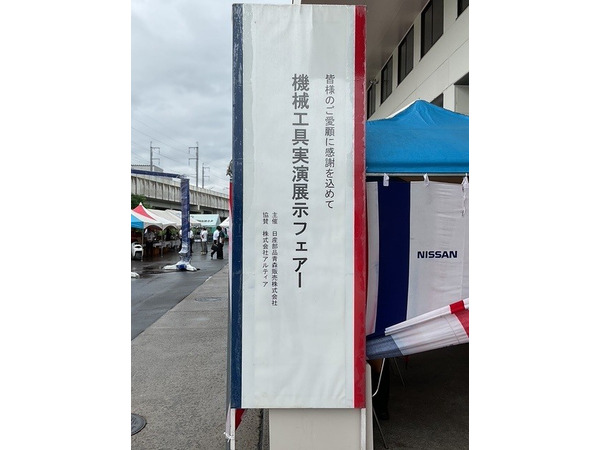 皆様のご愛顧に感謝を込めて
機械工具実演展示フェアー
主催 日産部品青森販売株式会社
協賛 株式会社アルティア
NISSAN